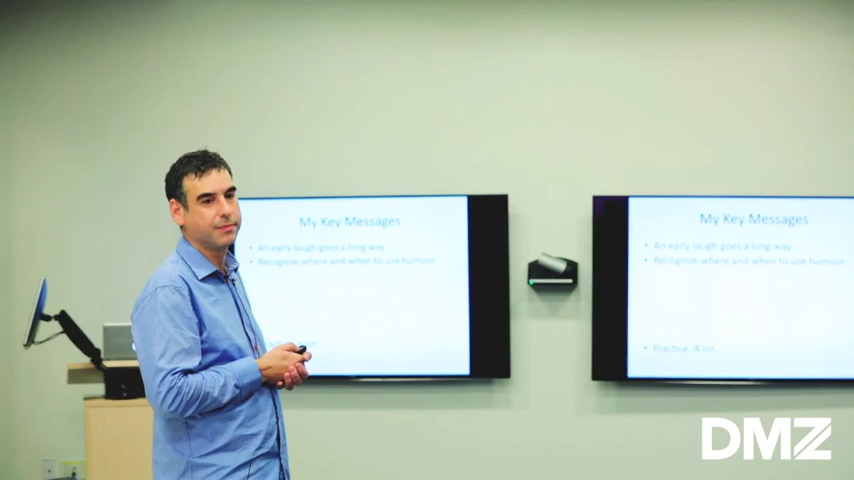 My Key Messages
• An early laugh goes a long way
• Recognize where and when to use humour
My Key Messages
• An early laugh goes a long way
• Recognize where and when to use humour
• Practice. A lot
DMZ